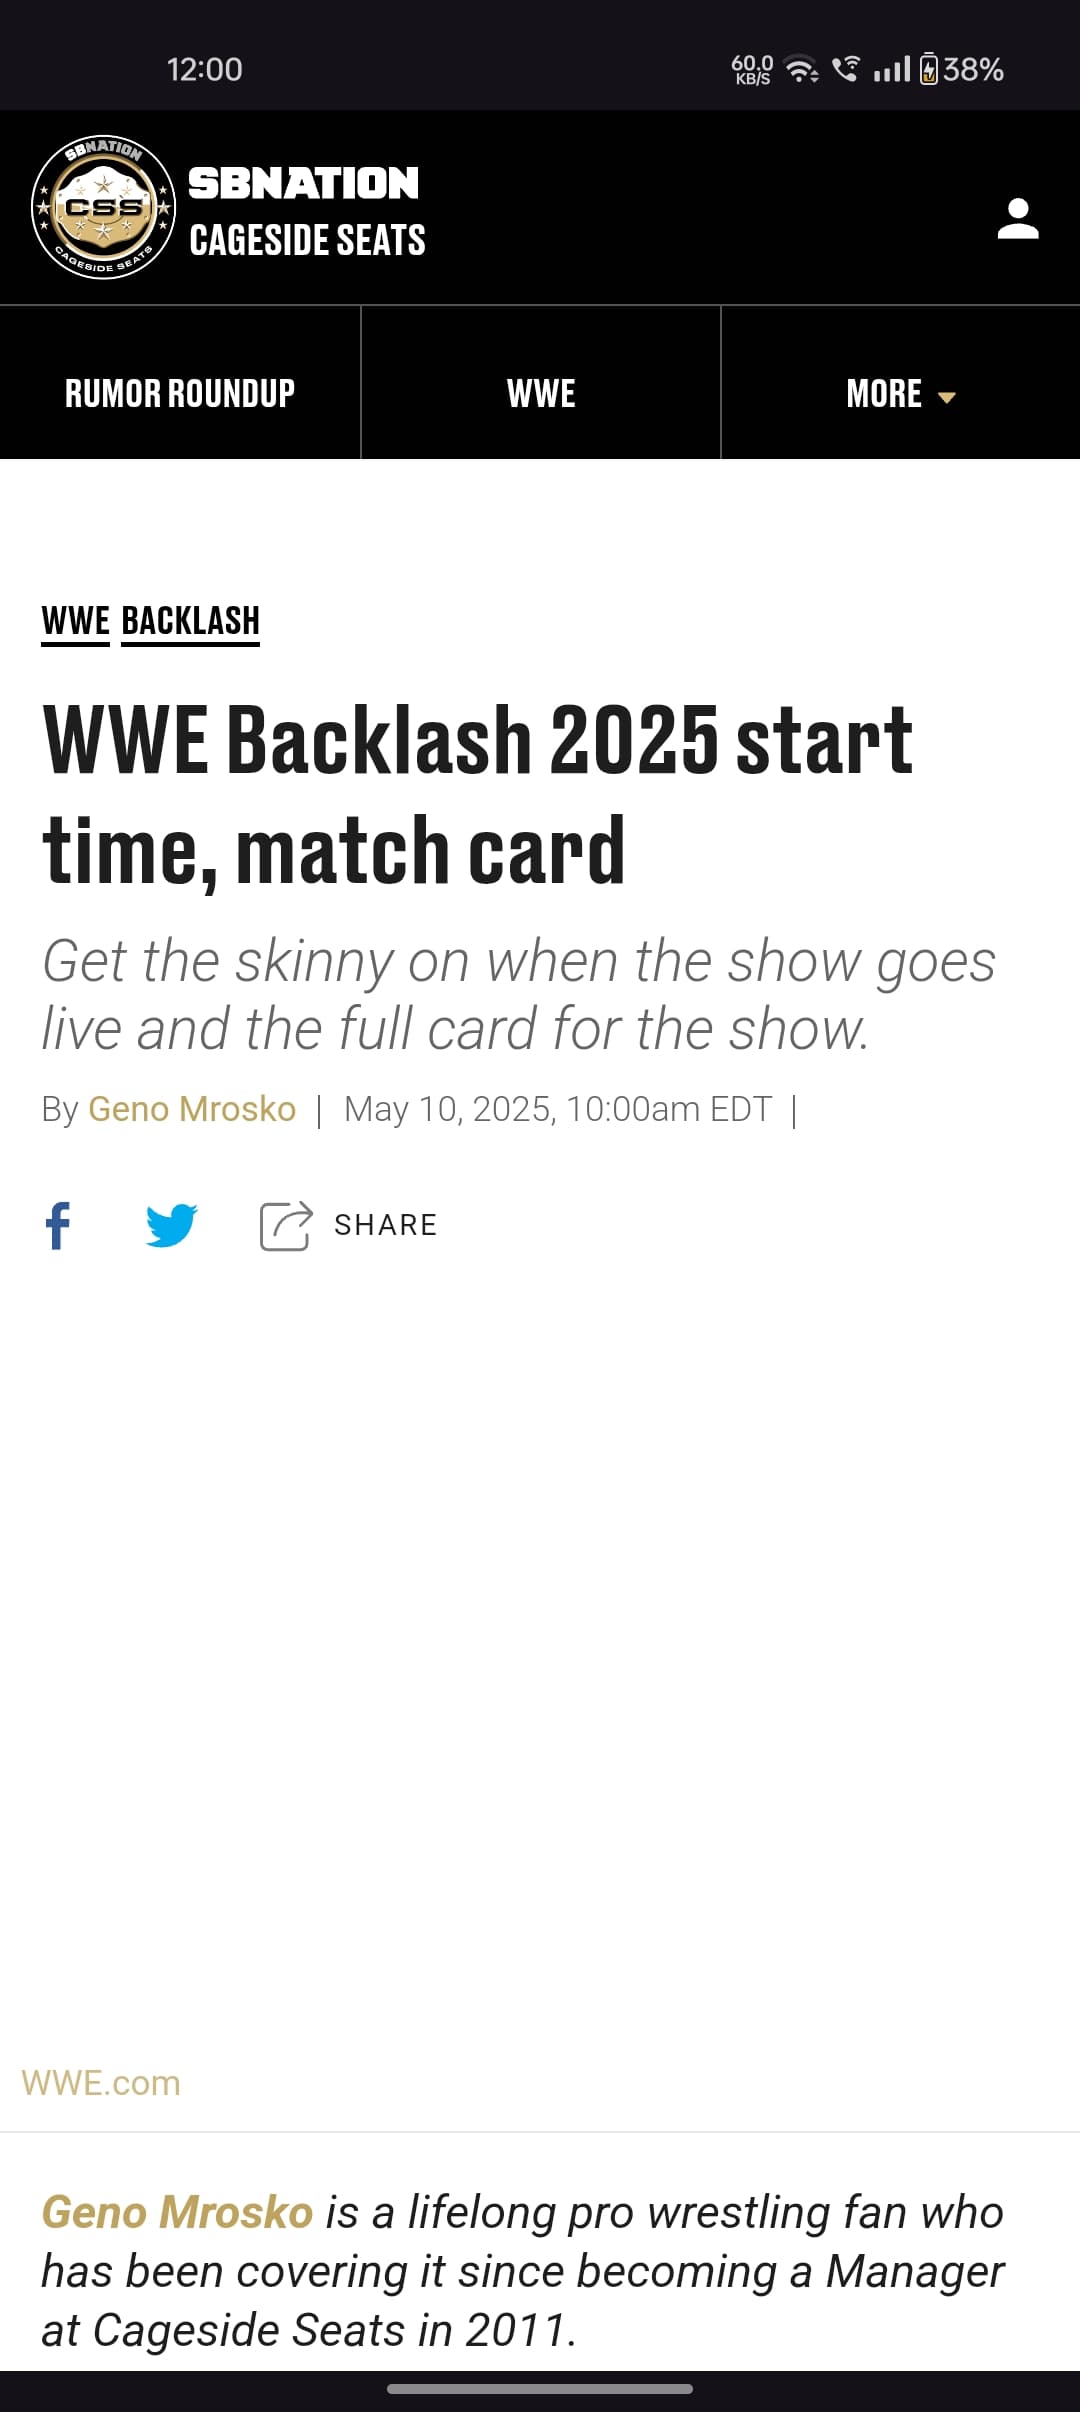 12:00
60.0
KB/S
38%
SBNATION
CSS
CAGESIDE SEATS
SBNATION
CAGESIDE SEATS
RUMOR ROUNDUP
WWE
MORE
WWE BACKLASH
WWE Backlash 2025 start
time, match card
Get the skinny on when the show goes
live and the full card for the show.
By Geno Mrosko | May 10, 2025, 10:00am EDT |
SHARE
WWE.com
Geno Mrosko is a lifelong pro wrestling fan who
has been covering it since becoming a Manager
at Cageside Seats in 2011.